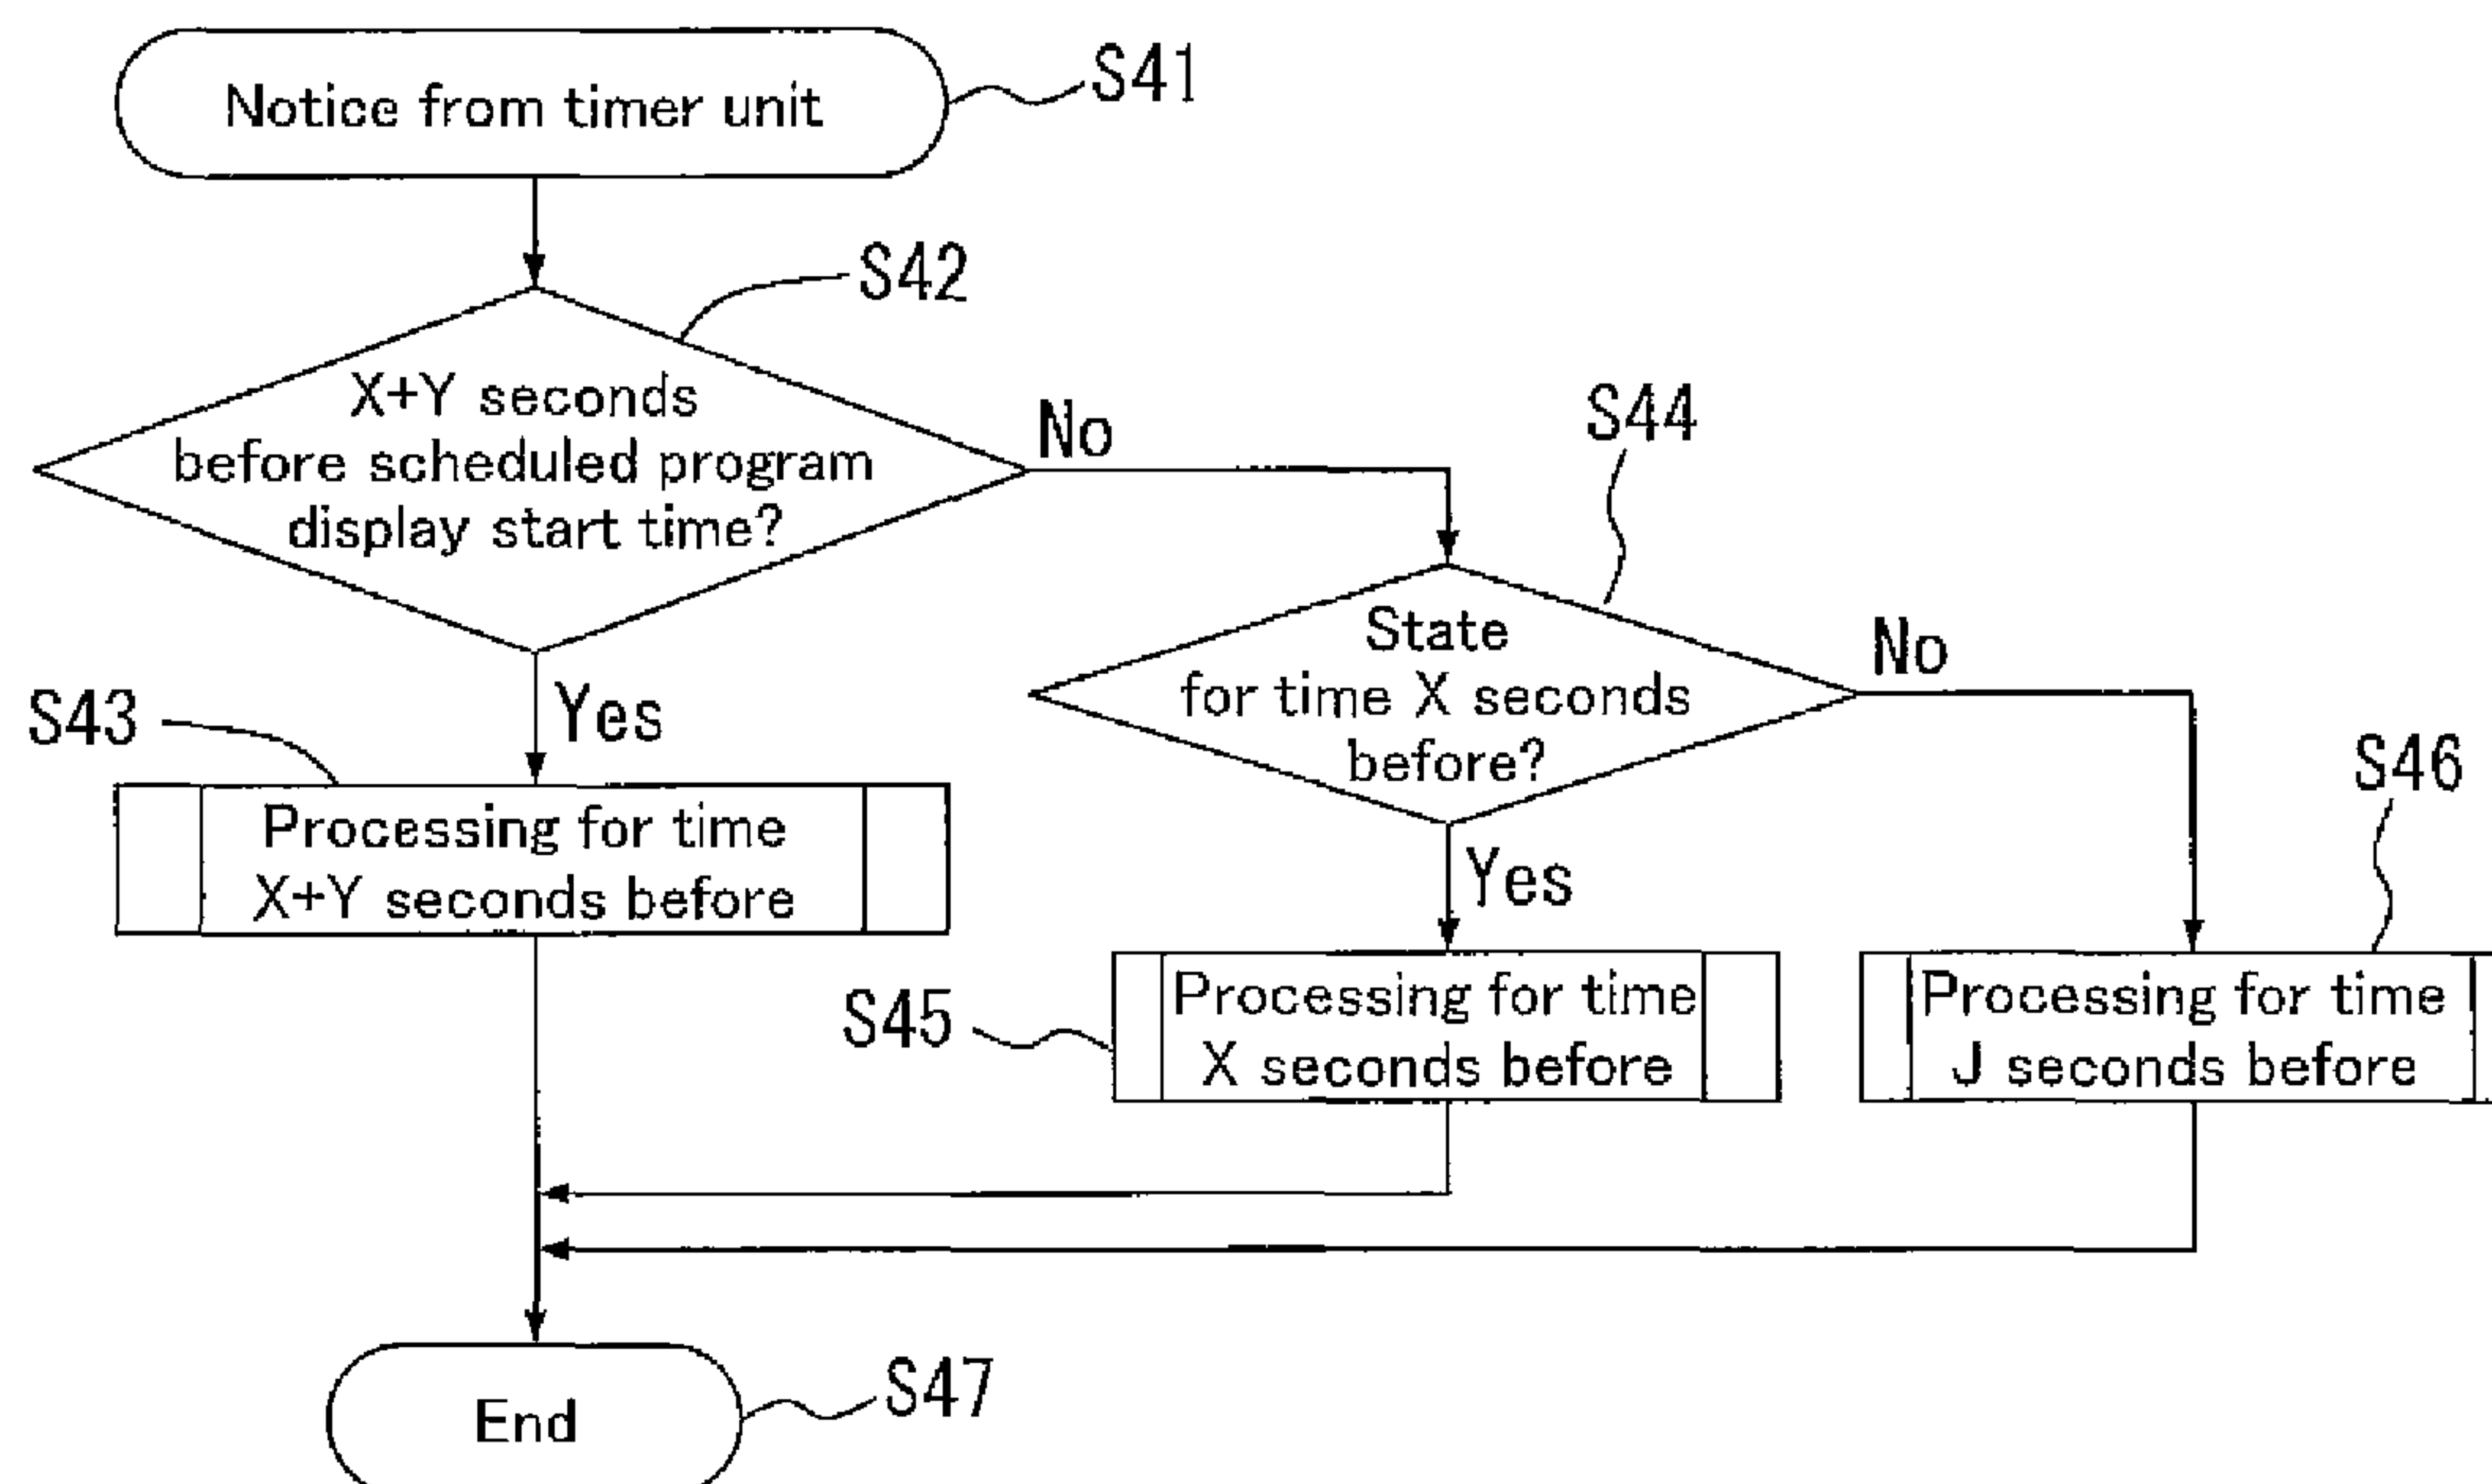 Notice from timer unit
S41
S42
X+Y seconds
before scheduled program
display start time?
No
S44
State
for time X seconds
before?
No
Yes
S43
Processing for time
X+Y seconds before
Yes
S46
S45
Processing for time
X seconds before
Processing for time
J seconds before
End
S47